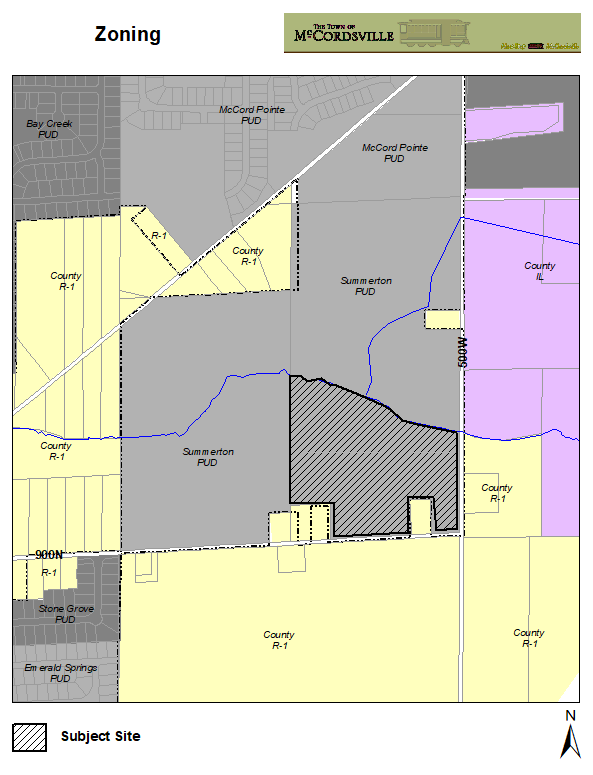 Zoning
THE TOWN OF
MCCORDSVILLE
McCord Pointe
PUD
Bay Creek
PUD
McCord Pointe
PUD
R-1
County
R-1
County
R-1
County
IL
Summerton
PUD
500W
County
R-1
Summerton
PUD
County
R-1
900N
R-1
Stone Grove
PUD
County
R-1
County
R-1
Emerald Springs
PUD
Subject Site
N